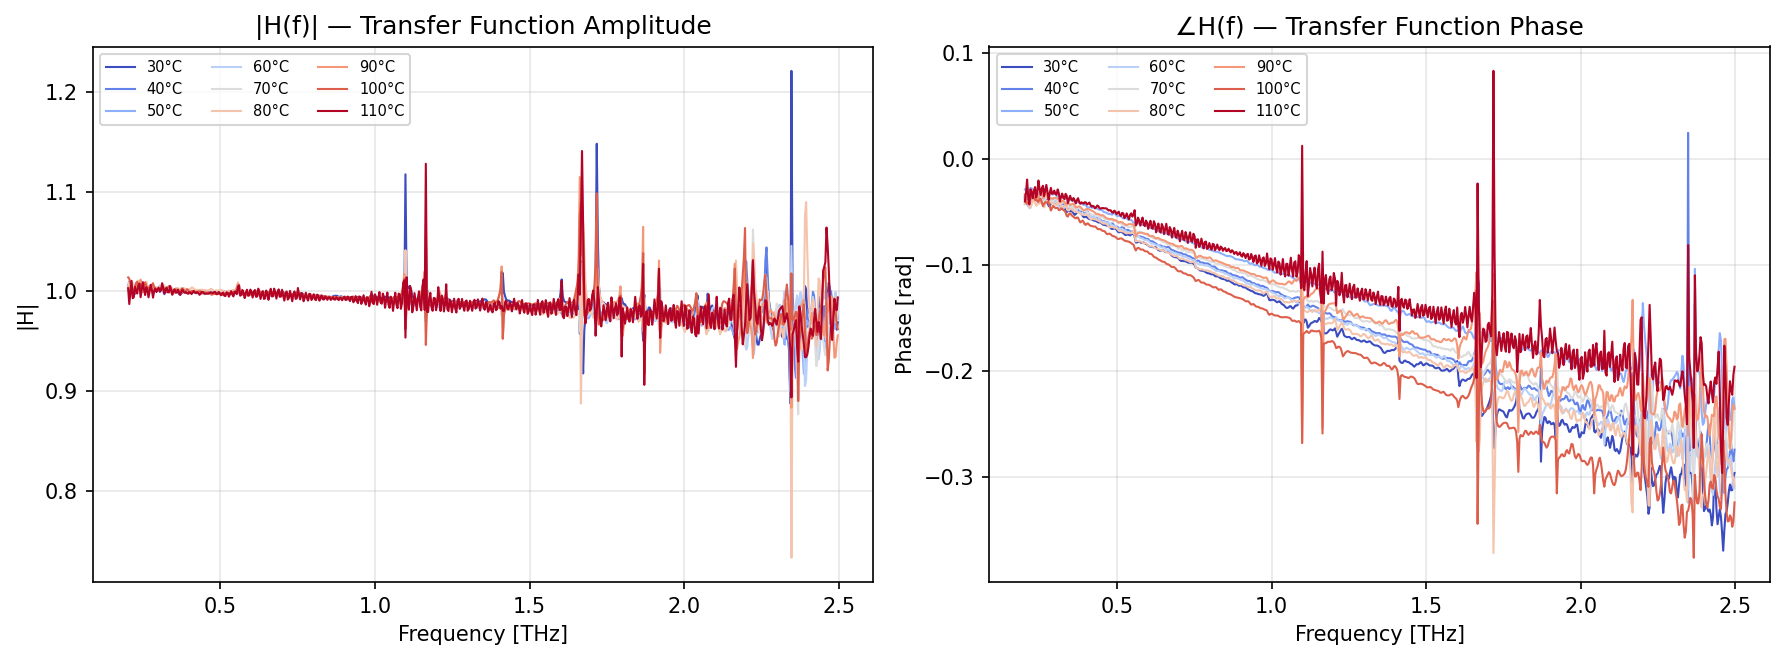 |H(f)| — Transfer Function Amplitude
30°C 60°C 90°C
40°C 70°C 100°C
50°C 80°C 110°C
1.2
1.1
1.0
0.9
0.8
|H|
0.5 1.0 1.5 2.0 2.5
Frequency [THz]
∠H(f) — Transfer Function Phase
30°C 60°C 90°C
40°C 70°C 100°C
50°C 80°C 110°C
0.1
0.0
−0.1
−0.2
−0.3
Phase [rad]
0.5 1.0 1.5 2.0 2.5
Frequency [THz]